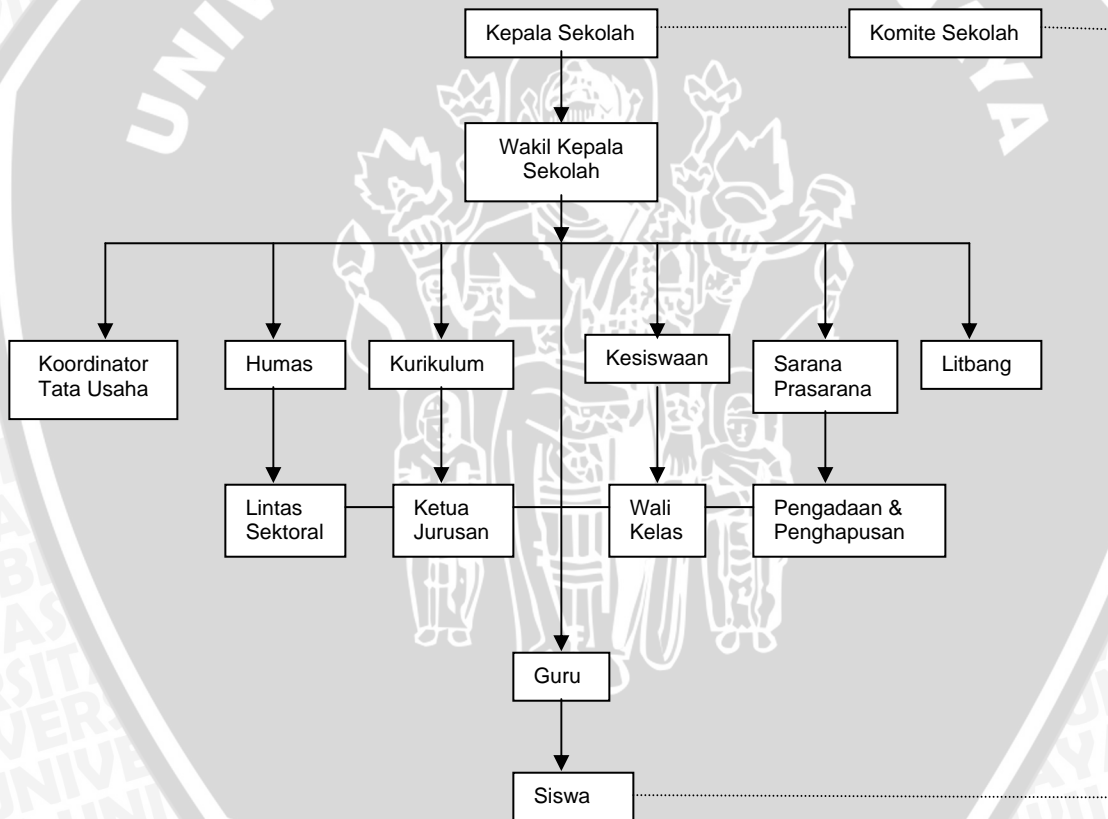 Kepala Sekolah
Komite Sekolah
Wakil Kepala
Sekolah
Koordinator
Tata Usaha
Humas
Kurikulum
Kesiswaan
Sarana
Prasarana
Litbang
Lintas
Sektoral
Ketua
Jurusan
Wali
Kelas
Pengadaan &
Penghapusan
Guru
Siswa